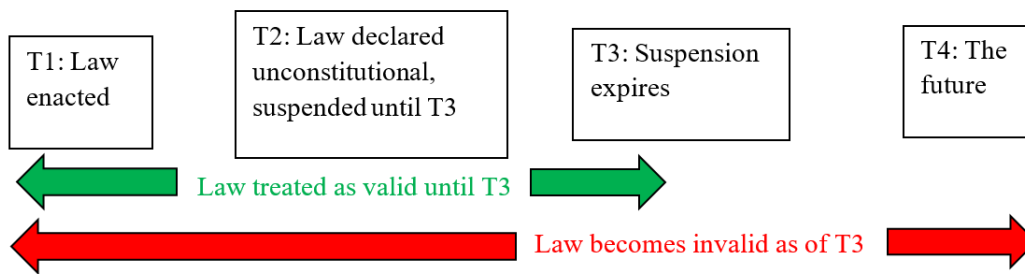 T1: Law
enacted
T2: Law declared
unconstitutional,
suspended until T3
T3: Suspension
expires
T4: The
future
Law treated as valid until T3
Law becomes invalid as of T3